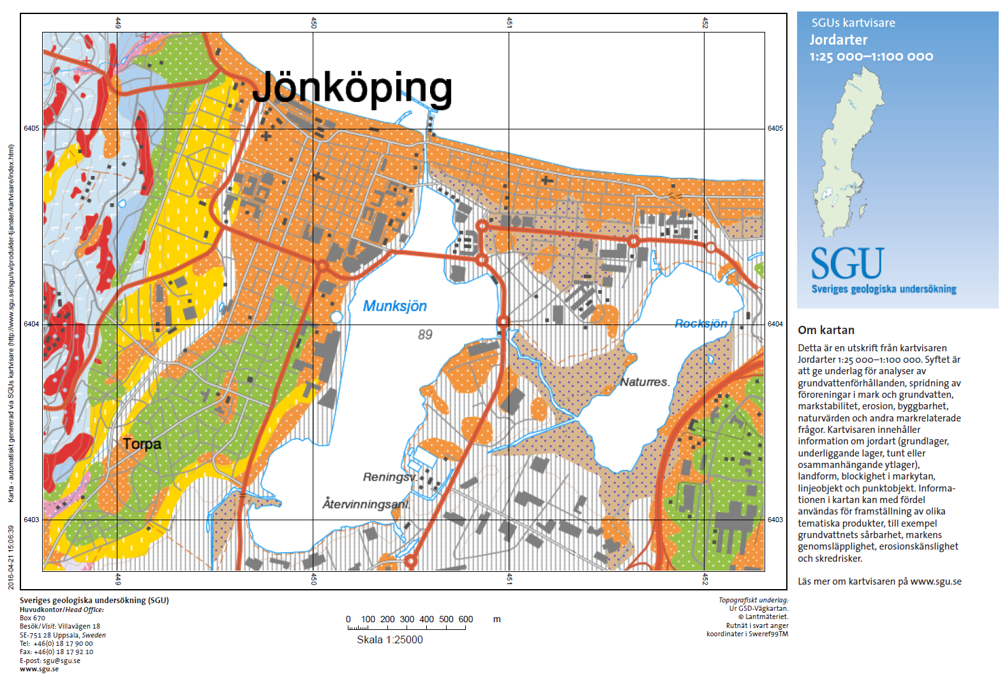 449
450
451
452
SGUs kartvisare
Jordarter
1:25 000–1:100 000
Jönköping
6405
6405
SGU
Sveriges geologiska undersökning
Munksjön
89
Rocksjön
6404
6404
Naturres.
Torpa
Reningsv.
Återvinningsanl.
6403
6403
449
450
451
452
Karta - automatiskt genererad via SGUs kartvisare (http://www.sgu.se/sgu/sv/produkter-tjanster/kartvisare/index.html)
2016-04-21 15:06:39
Om kartan
Detta är en utskrift från kartvisaren
Jordarter 1:25 000–1:100 000. Syftet är
att ge underlag för analyser av
grundvattenförhållanden, spridning av
föroreningar i mark och grundvatten,
markstabilitet, erosion, byggbarhet,
naturvärden och andra markrelaterade
frågor. Kartvisaren innehåller
information om jordart (grundlager,
underliggande lager, tunt eller
osammanhängande ytlager),
landform, blockighet i markytan,
linjeobjekt och punktobjekt. Informa-
tionen i kartan kan med fördel
användas för framställning av olika
tematiska produkter, till exempel
grundvattnets sårbarhet, markens
genomsläpplighet, erosionskänslighet
och skredrisker.
Läs mer om kartvisaren på www.sgu.se
Sveriges geologiska undersökning (SGU)
Huvudkontor/Head Office:
Box 670
Besök/Visit: Villavägen 18
SE-751 28 Uppsala, Sweden
Tel: +46(0) 18 17 90 00
Fax: +46(0) 18 17 92 10
E-post: sgu@sgu.se
www.sgu.se
0 100 200 300 400 500 600 m
Skala 1:25000
Topografiskt underlag:
Ur GSD-Vägkartan.
© Lantmäteriet.
Rutnät i svart anger
koordinater i Sweref99TM